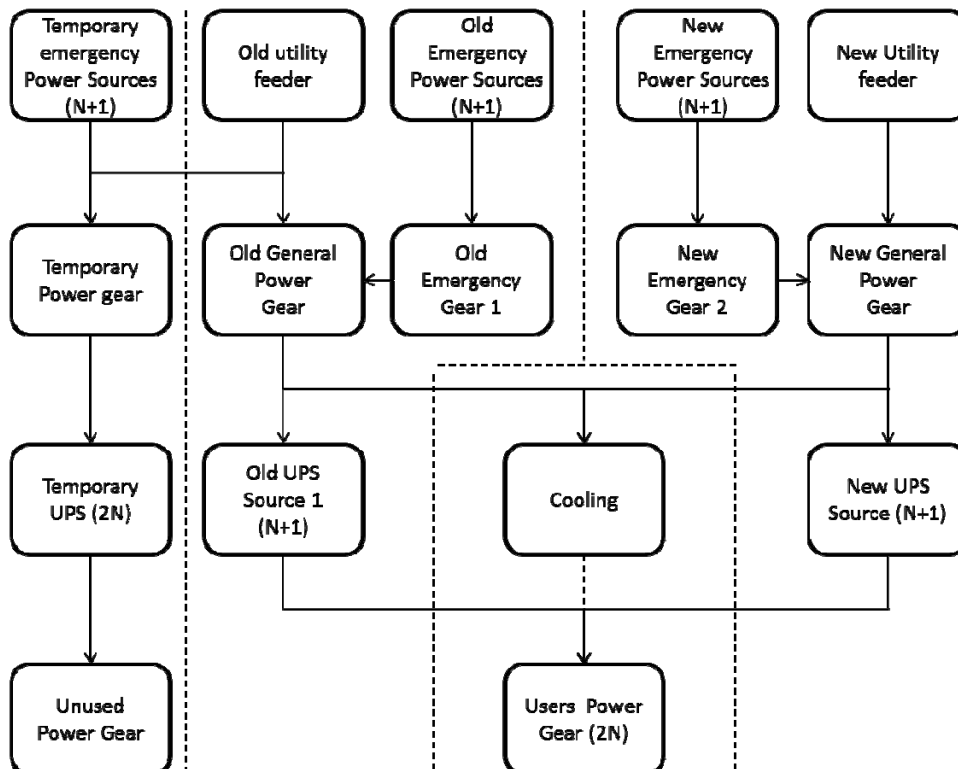 Temporary
emergency
Power Sources
(N+1)
Old utility
feeder
Old
Emergency
Power Sources
(N+1)
New
Emergency
Power Sources
(N+1)
New Utility
feeder
Temporary
Power gear
Old General
Power
Gear
Old
Emergency
Gear 1
New
Emergency
Gear 2
New General
Power
Gear
Temporary
UPS (2N)
Old UPS
Source 1
(N+1)
Cooling
New UPS
Source (N+1)
Unused
Power Gear
Users Power
Gear (2N)